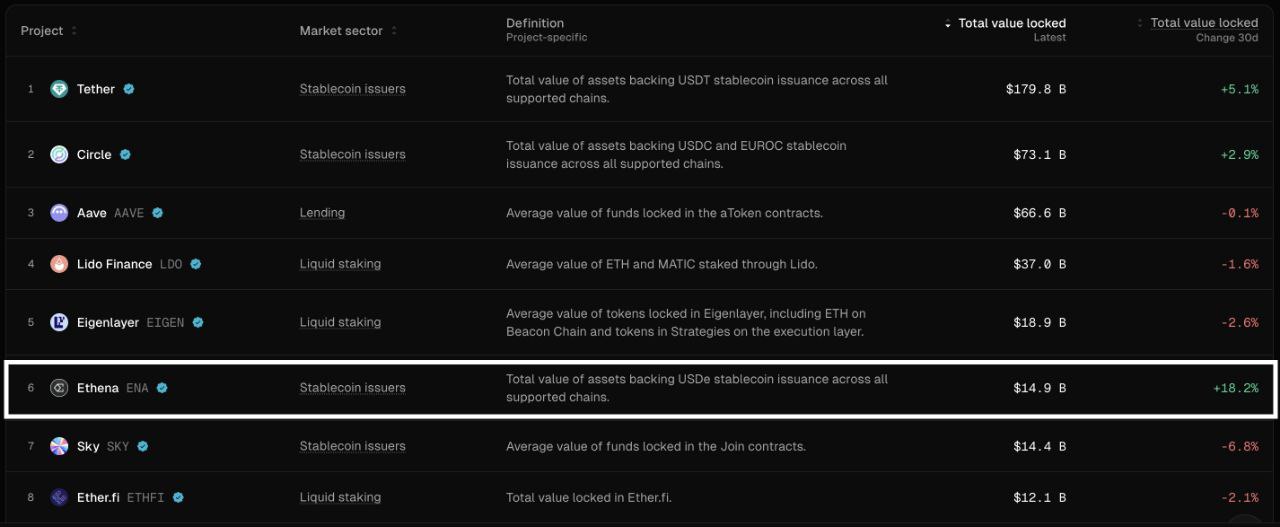 Project Market sector Definition Total value locked Total value locked
Project-specific Latest Change 30d
1 Tether Stablecoin issuers Total value of assets backing USDT stablecoin issuance across all $179.8 B +5.1%
supported chains.
2 Circle Stablecoin issuers Total value of assets backing USDC and EUROC stablecoin $73.1 B +2.9%
issuance across all supported chains.
3 Aave AAVE Lending Average value of funds locked in the aToken contracts. $66.6 B -0.1%
4 Lido Finance LDO Liquid staking Average value of ETH and MATIC staked through Lido. $37.0 B -1.6%
5 Eigenlayer EIGEN Liquid staking Average value of tokens locked in Eigenlayer, including ETH on $18.9 B -2.6%
Beacon Chain and tokens in Strategies on the execution layer.
6 Ethena ENA Stablecoin issuers Total value of assets backing USDe stablecoin issuance across all $14.9 B +18.2%
supported chains.
7 Sky SKY Stablecoin issuers Average value of funds locked in the Join contracts. $14.4 B -6.8%
8 Ether.fi ETHFI Liquid staking Total value locked in Ether.fi. $12.1 B -2.1%